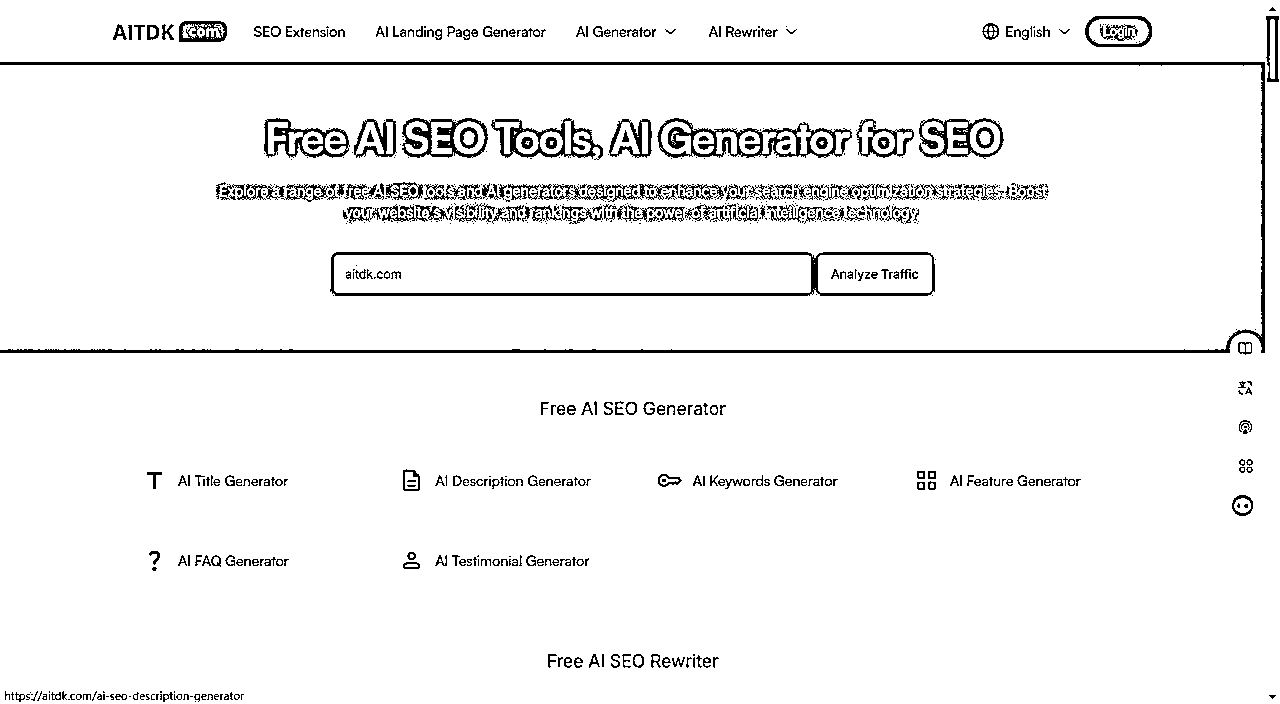 AITDK .com SEO Extension AI Landing Page Generator AI Generator AI Rewriter English Login
Free AI SEO Tools, AI Generator for SEO
Explore a range of free AI SEO tools and AI generators designed to enhance your search engine optimization strategies. Boost
your website's visibility and rankings with the power of artificial intelligence technology.
aitdk.com Analyze Traffic
Free AI SEO Generator
AI Title Generator AI Description Generator AI Keywords Generator AI Feature Generator
AI FAQ Generator AI Testimonial Generator
Free AI SEO Rewriter
https://aitdk.com/ai-seo-description-generator